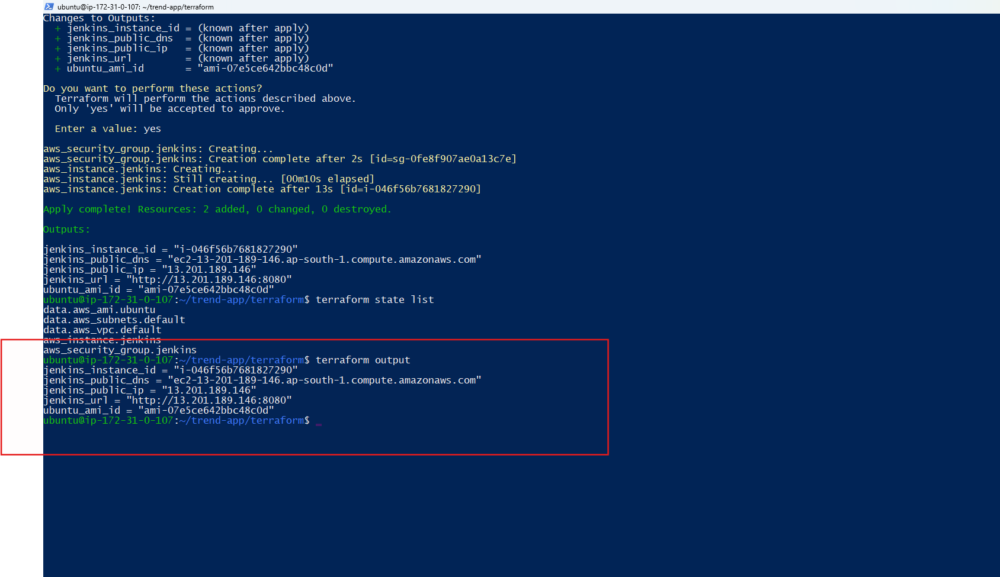 ubuntu@ip-172-31-0-107: ~/trend-app/terraform
Changes to Outputs:
  + jenkins_instance_id = (known after apply)
  + jenkins_public_dns  = (known after apply)
  + jenkins_public_ip   = (known after apply)
  + jenkins_url         = (known after apply)
  + ubuntu_ami_id       = "ami-07e5ce642bbc48c0d"

Do you want to perform these actions?
  Terraform will perform the actions described above.
  Only 'yes' will be accepted to approve.

  Enter a value: yes

aws_security_group.jenkins: Creating...
aws_security_group.jenkins: Creation complete after 2s [id=sg-0fe8f907ae0a13c7e]
aws_instance.jenkins: Creating...
aws_instance.jenkins: Still creating... [00m10s elapsed]
aws_instance.jenkins: Creation complete after 13s [id=i-046f56b7681827290]

Apply complete! Resources: 2 added, 0 changed, 0 destroyed.

Outputs:

jenkins_instance_id = "i-046f56b7681827290"
jenkins_public_dns = "ec2-13-201-189-146.ap-south-1.compute.amazonaws.com"
jenkins_public_ip = "13.201.189.146"
jenkins_url = "http://13.201.189.146:8080"
ubuntu_ami_id = "ami-07e5ce642bbc48c0d"
ubuntu@ip-172-31-0-107:~/trend-app/terraform$ terraform state list
data.aws_ami.ubuntu
data.aws_subnets.default
data.aws_vpc.default
aws_instance.jenkins
aws_security_group.jenkins
ubuntu@ip-172-31-0-107:~/trend-app/terraform$ terraform output
jenkins_instance_id = "i-046f56b7681827290"
jenkins_public_dns = "ec2-13-201-189-146.ap-south-1.compute.amazonaws.com"
jenkins_public_ip = "13.201.189.146"
jenkins_url = "http://13.201.189.146:8080"
ubuntu_ami_id = "ami-07e5ce642bbc48c0d"
ubuntu@ip-172-31-0-107:~/trend-app/terraform$